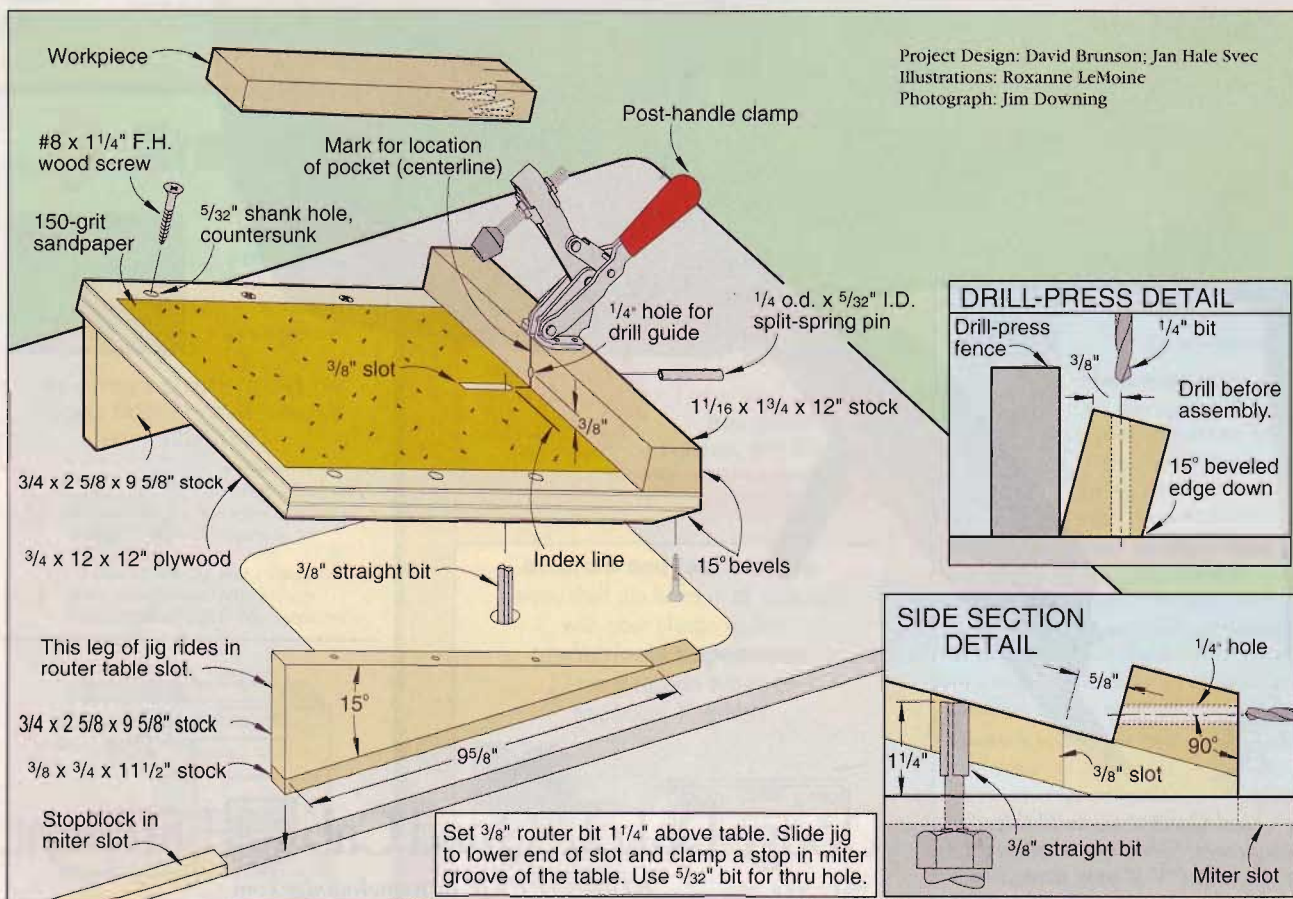 Project Design: David Brunson; Jan Hale Svec
Illustrations: Roxanne LeMoine
Photograph: Jim Downing
Workpiece
#8 x 1 1/4" F.H.
wood screw
150-grit
sandpaper
5/32" shank hole,
countersunk
Mark for location
of pocket (centerline)
Post-handle clamp
1/4" hole for
drill guide
1/4 o.d. x 5/32" I.D.
split-spring pin
3/8" slot
3/8"
1 1/16 x 1 3/4 x 12" stock
3/4 x 2 5/8 x 9 5/8" stock
3/4 x 12 x 12" plywood
3/8" straight bit
Index line
15° bevels
This leg of jig rides in
router table slot.
15°
3/4 x 2 5/8 x 9 5/8" stock
9 5/8"
3/8 x 3/4 x 11 1/2" stock
Stopblock in
miter slot
Set 3/8" router bit 1 1/4" above table. Slide jig
to lower end of slot and clamp a stop in miter
groove of the table. Use 5/32" bit for thru hole.
DRILL-PRESS DETAIL
Drill-press
fence
1/4" bit
3/8"
Drill before
assembly.
15° beveled
edge down
SIDE SECTION
DETAIL
1/4" hole
5/8"
90°
1 1/4"
3/8" slot
3/8" straight bit
Miter slot